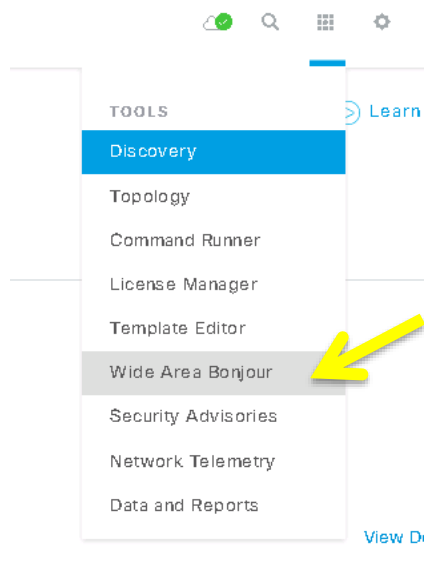 TOOLS
Learn
Discovery
Topology
Command Runner
License Manager
Template Editor
Wide Area Bonjour
Security Advisories
Network Telemetry
Data and Reports
View